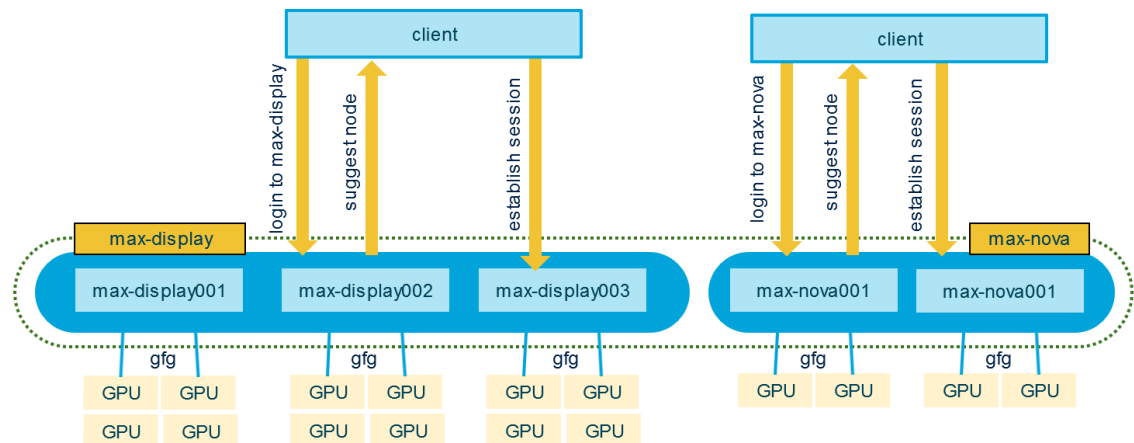 client
client
login to max-display
suggest node
establish session
login to max-nova
suggest node
establish session
max-display
max-nova
max-display001
max-display002
max-display003
max-nova001
max-nova001
gfg
gfg
gfg
gfg
gfg
GPU GPU
GPU GPU
GPU GPU
GPU GPU
GPU GPU
GPU GPU
GPU GPU
GPU GPU